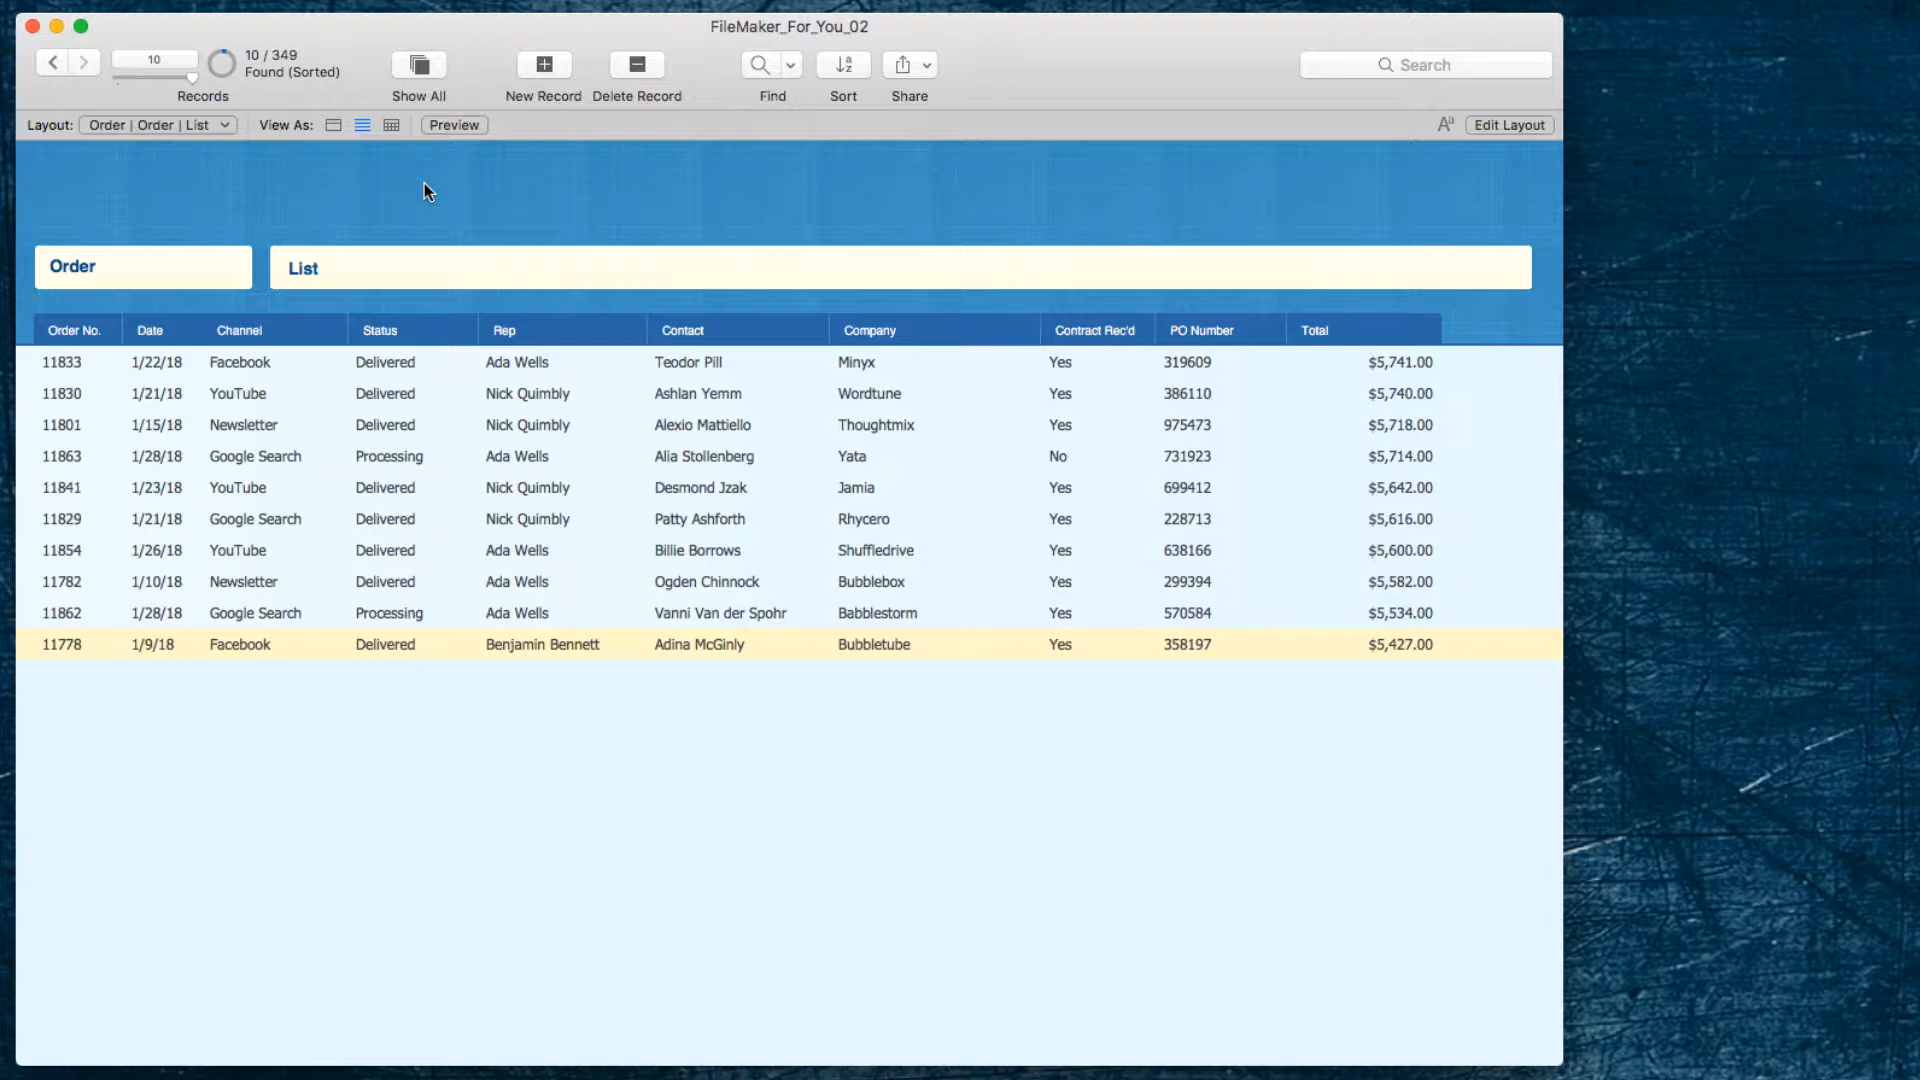 FileMaker_For_You_02
10
10 / 349
Found (Sorted)
Records
Show All
New Record
Delete Record
Find
Sort
Share
Search
Layout: Order | Order | List
View As:
Preview
Aa
Edit Layout
Order
List
Order No. Date Channel Status Rep Contact Company Contract Rec'd PO Number Total
11833 1/22/18 Facebook Delivered Ada Wells Teodor Pill Minyx Yes 319609 $5,741.00
11830 1/21/18 YouTube Delivered Nick Quimbly Ashlan Yemm Wordtune Yes 386110 $5,740.00
11801 1/15/18 Newsletter Delivered Nick Quimbly Alexio Mattiello Thoughtmix Yes 975473 $5,718.00
11863 1/28/18 Google Search Processing Ada Wells Alia Stollenberg Yata No 731923 $5,714.00
11841 1/23/18 YouTube Delivered Nick Quimbly Desmond Jzak Jamia Yes 699412 $5,642.00
11829 1/21/18 Google Search Delivered Nick Quimbly Patty Ashforth Rhycero Yes 228713 $5,616.00
11854 1/26/18 YouTube Delivered Ada Wells Billie Borrows Shuffledrive Yes 638166 $5,600.00
11782 1/10/18 Newsletter Delivered Ada Wells Ogden Chinnock Bubblebox Yes 299394 $5,582.00
11862 1/28/18 Google Search Processing Ada Wells Vanni Van der Spohr Babblestorm Yes 570584 $5,534.00
11778 1/9/18 Facebook Delivered Benjamin Bennett Adina McGinly Bubbletube Yes 358197 $5,427.00